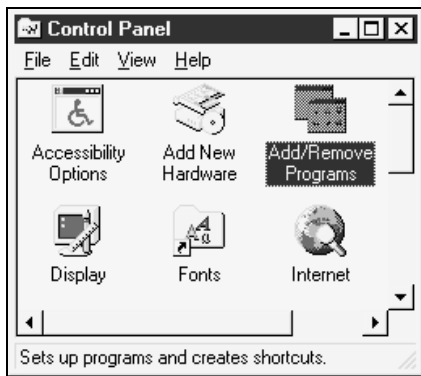 Control Panel
File Edit View Help
Accessibility Options
Add New Hardware
Add/Remove Programs
Display
Fonts
Internet
Sets up programs and creates shortcuts.